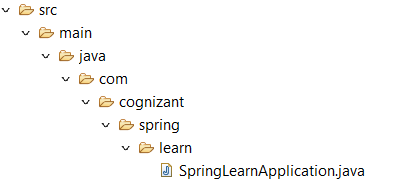 src
main
java
com
cognizant
spring
learn
SpringLearnApplication.java